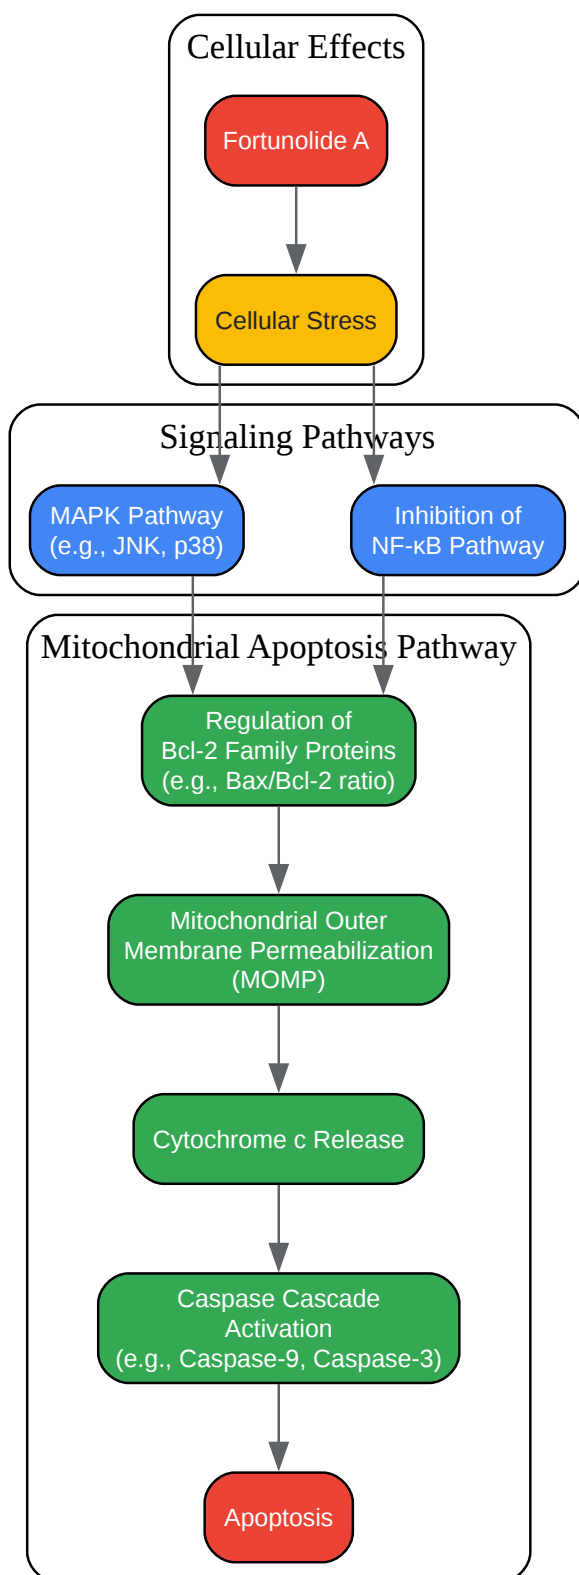 Cellular Effects
Fortunolide A
Cellular Stress
Signaling Pathways
MAPK Pathway
(e.g., JNK, p38)
Inhibition of
NF-κB Pathway
Mitochondrial Apoptosis Pathway
Regulation of
Bcl-2 Family Proteins
(e.g., Bax/Bcl-2 ratio)
Mitochondrial Outer
Membrane Permeabilization
(MOMP)
Cytochrome c Release
Caspase Cascade
Activation
(e.g., Caspase-9, Caspase-3)
Apoptosis